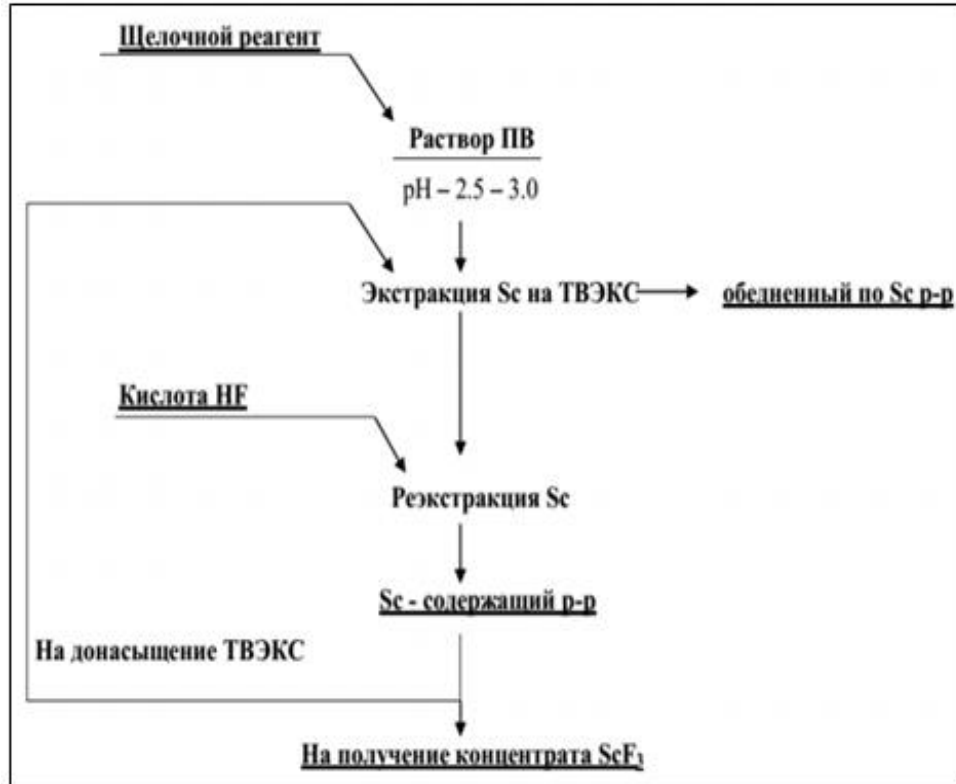 Щелочной реагент
Раствор ПВ
pH – 2.5 – 3.0
Экстракция Sc на ТВЭКС
обедненный по Sc р-р
Кислота HF
Реэкстракция Sc
Sc - содержащий р-р
На донасыщение ТВЭКС
На получение концентрата ScF₃